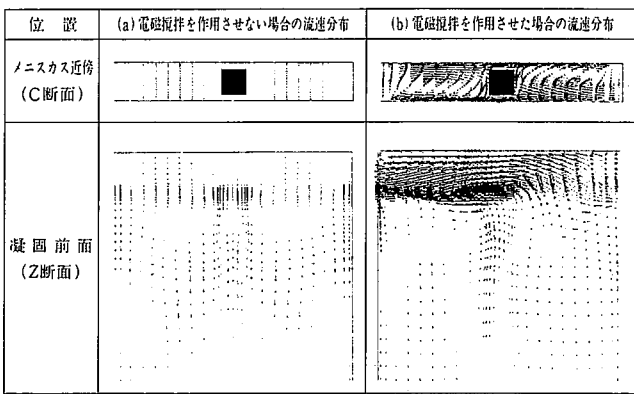 位置
(a) 電磁攪拌を作用させない場合の流速分布
(b) 電磁攪拌を作用させた場合の流速分布
メニスカス近傍
(C断面)
凝固前面
(Z断面)